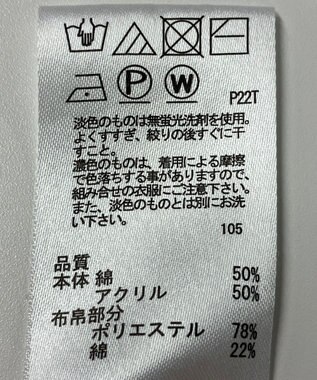 P W
P22T
淡色のものは無蛍光洗剤を使用。
よくすすぎ、絞りの後すぐに干
すこと。
濃色のものは、着用による摩擦
で色落ちする事がありますので、
組み合せの衣服にご注意下さい。
また、淡色のものとは別にお洗
い下さい。
105
品質
本体 綿 50%
アクリル 50%
布帛部分
ポリエステル 78%
綿 22%